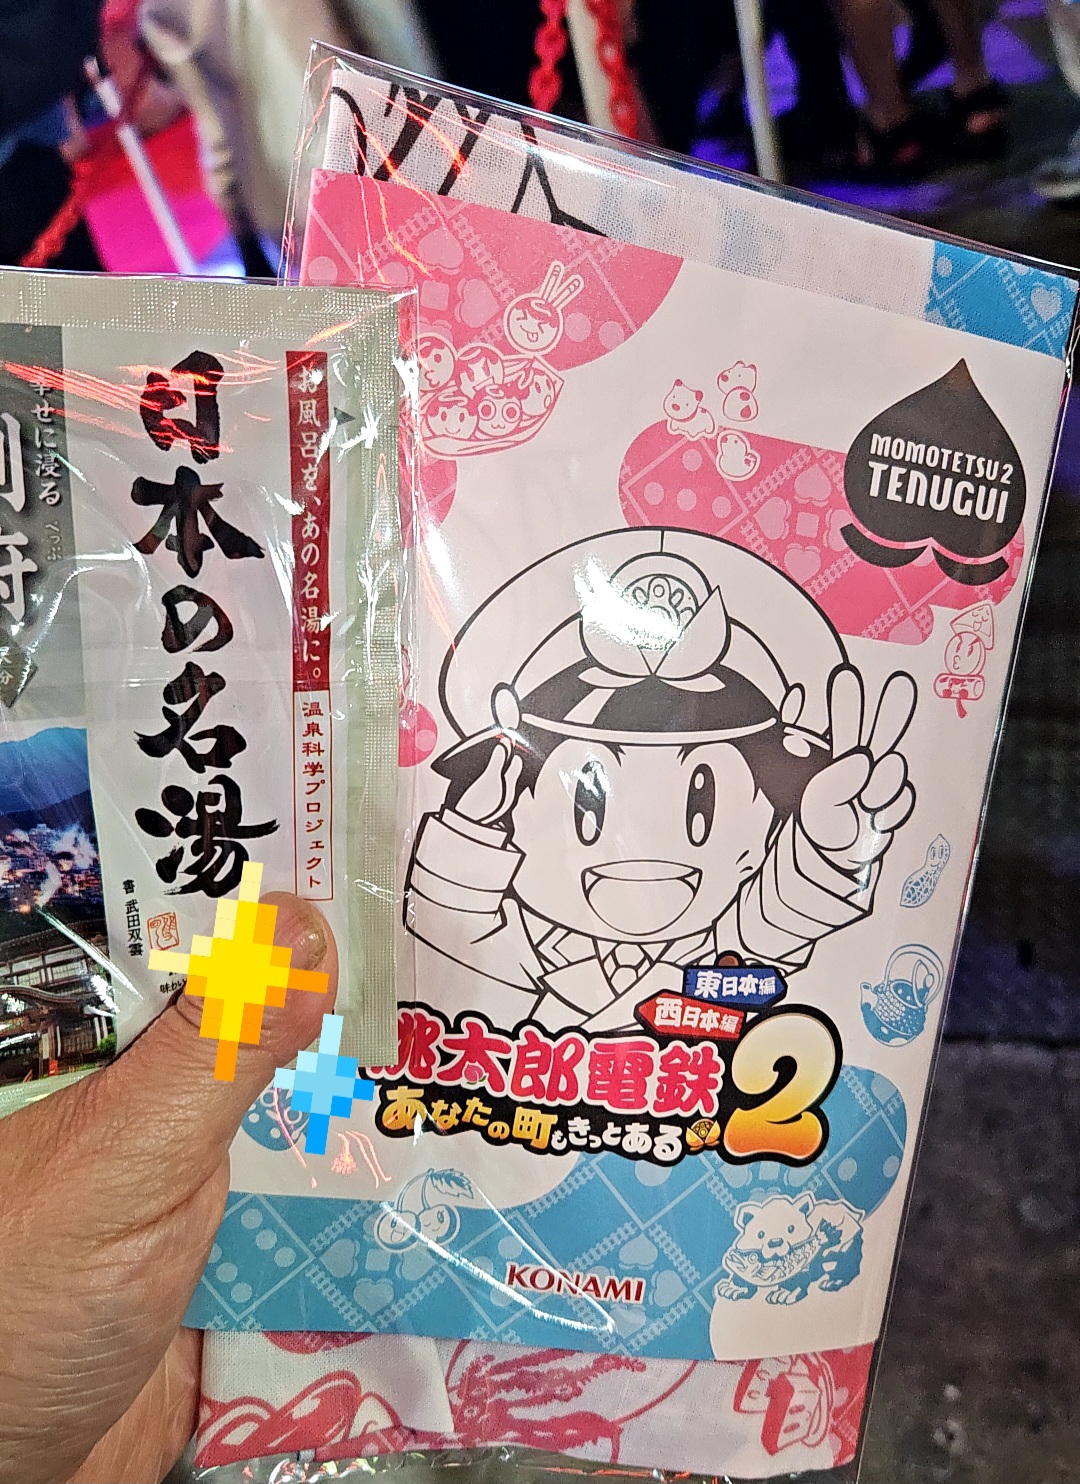 日本の名湯
お風呂を、あの名湯に。
温泉科学プロジェクト
幸せに浸る
書 武田双雲
MOMOTETSU 2
TENUGUI
東日本編
西日本編
桃太郎電鉄2
あなたの町もきっとある
KONAMI